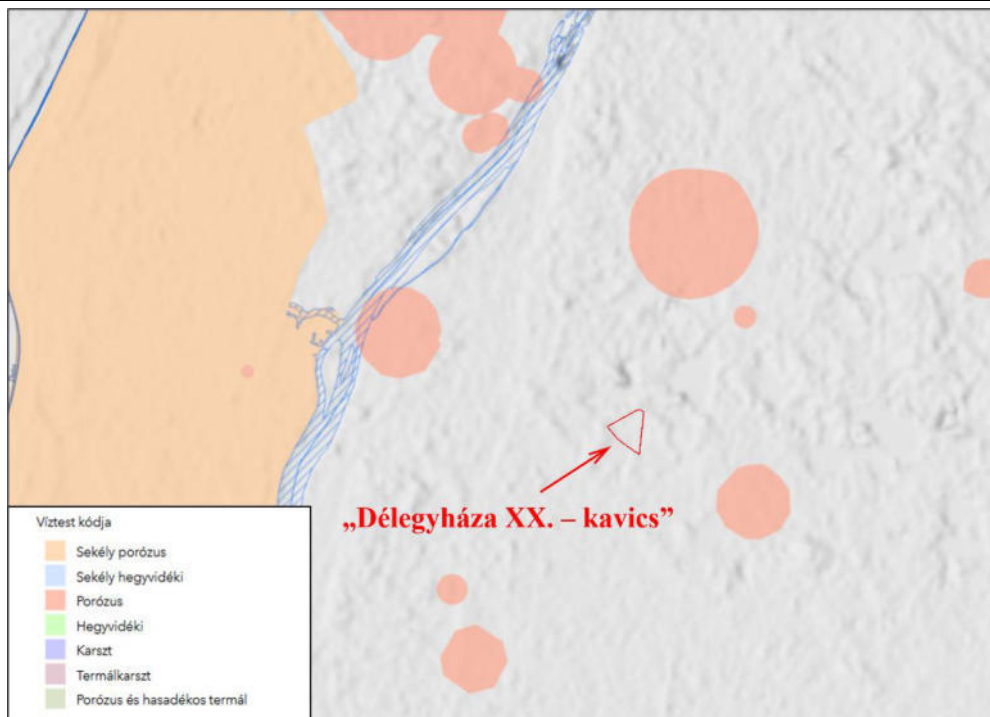 „Délegyháza XX. – kavics”
Víztest kódja
Sekély porózus
Sekély hegyvidéki
Porózus
Hegyvidéki
Karszt
Termálkarszt
Porózus és hasadékos termál